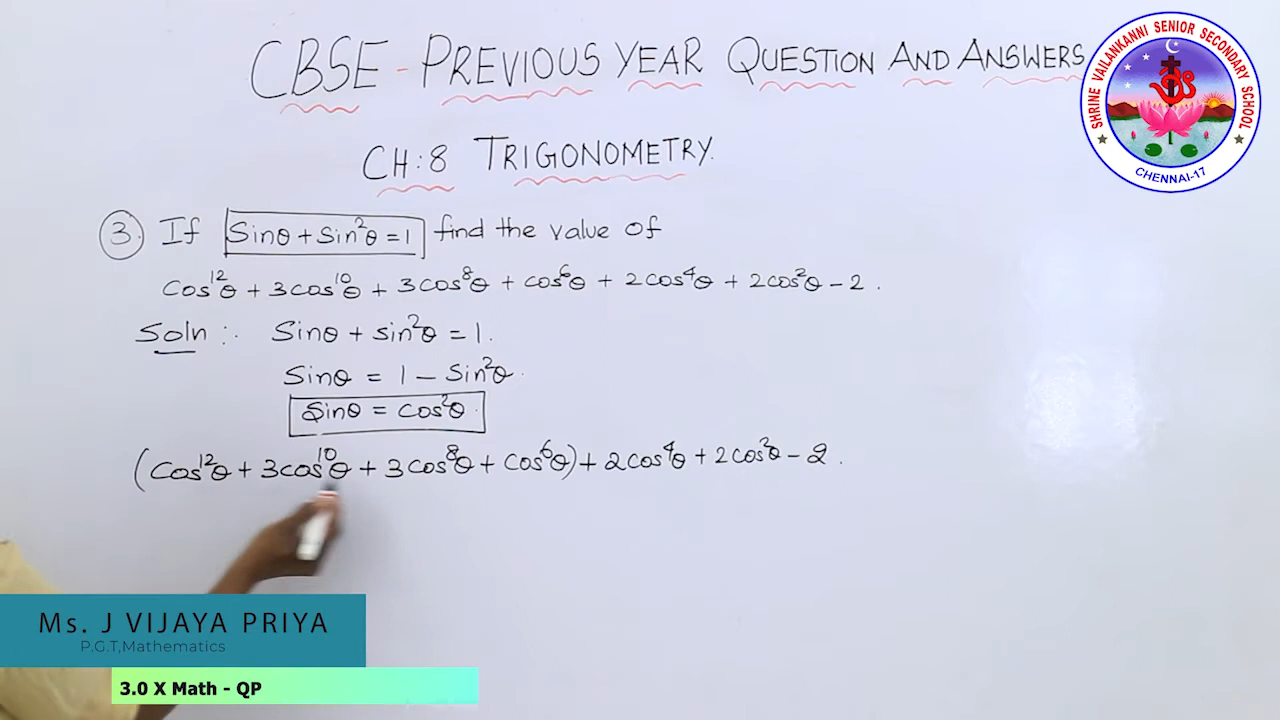 CBSE - PREVIOUS YEAR QUESTION AND ANSWERS
SHRINE VAILANKANNI SENIOR SECONDARY SCHOOL
CHENNAI-17
CH:8 TRIGONOMETRY.
3. If Sinθ + Sin²θ = 1 find the value of
Cos¹²θ + 3cos¹⁰θ + 3cos⁸θ + cos⁶θ + 2cos⁴θ + 2cos²θ - 2 .
Soln :. Sinθ + sin²θ = 1.
Sinθ = 1 - Sin²θ.
Sinθ = cos²θ.
(Cos¹²θ + 3cos¹⁰θ + 3cos⁸θ + cos⁶θ) + 2cos⁴θ + 2cos²θ - 2 .
Ms. J VIJAYA PRIYA
P.G.T,Mathematics
3.0 X Math - QP